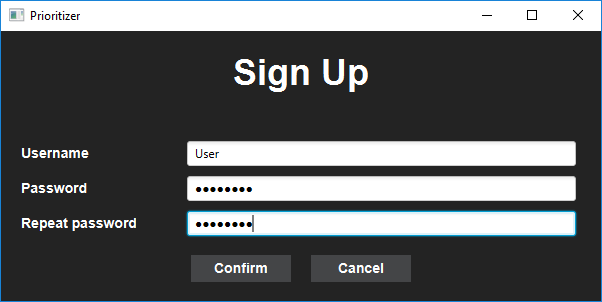 Prioritizer
Sign Up
Username User
Password ●●●●●●●●
Repeat password ●●●●●●●●
Confirm Cancel